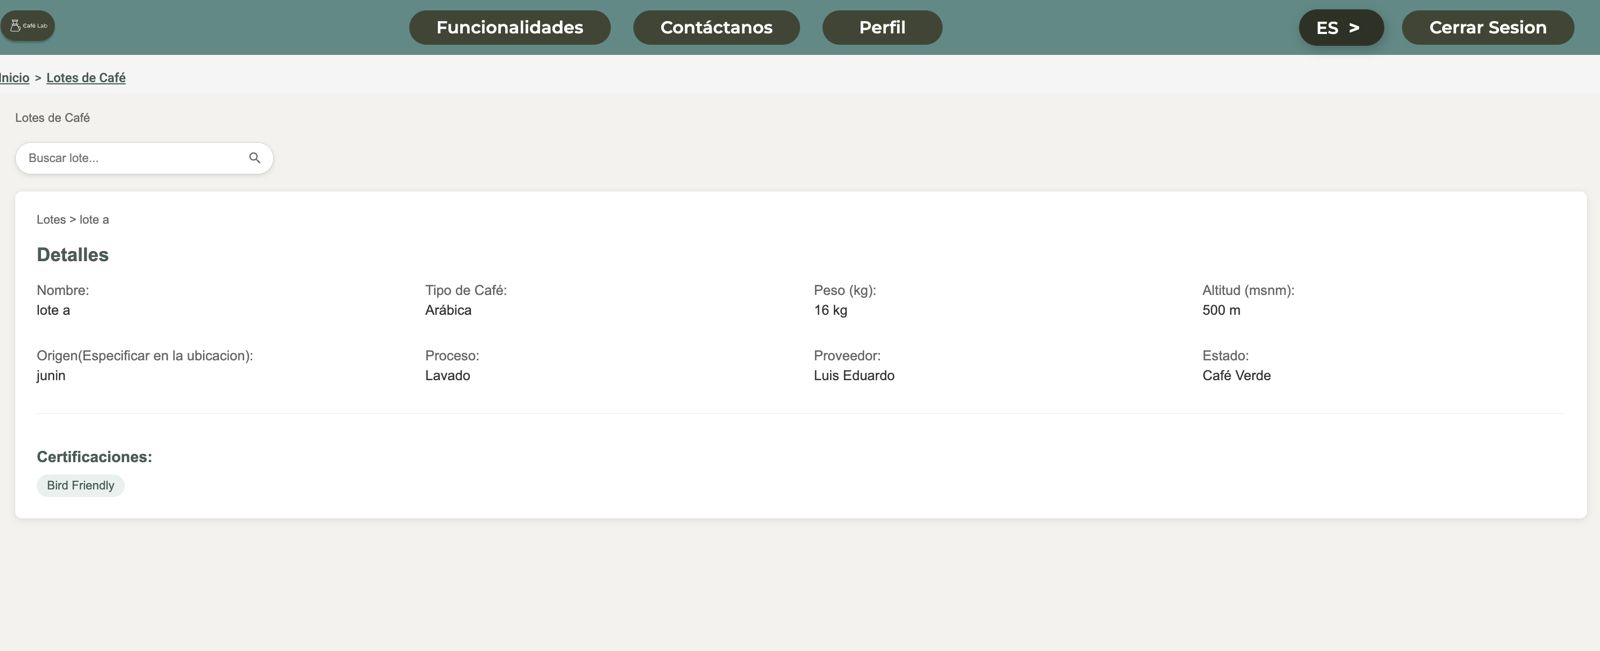 Café Lab
Funcionalidades
Contáctanos
Perfil
ES >
Cerrar Sesion
Inicio > Lotes de Café
Lotes de Café
Buscar lote...
Lotes > lote a
Detalles
Nombre:
lote a
Tipo de Café:
Arábica
Peso (kg):
16 kg
Altitud (msnm):
500 m
Origen(Especificar en la ubicacion):
junin
Proceso:
Lavado
Proveedor:
Luis Eduardo
Estado:
Café Verde
Certificaciones:
Bird Friendly